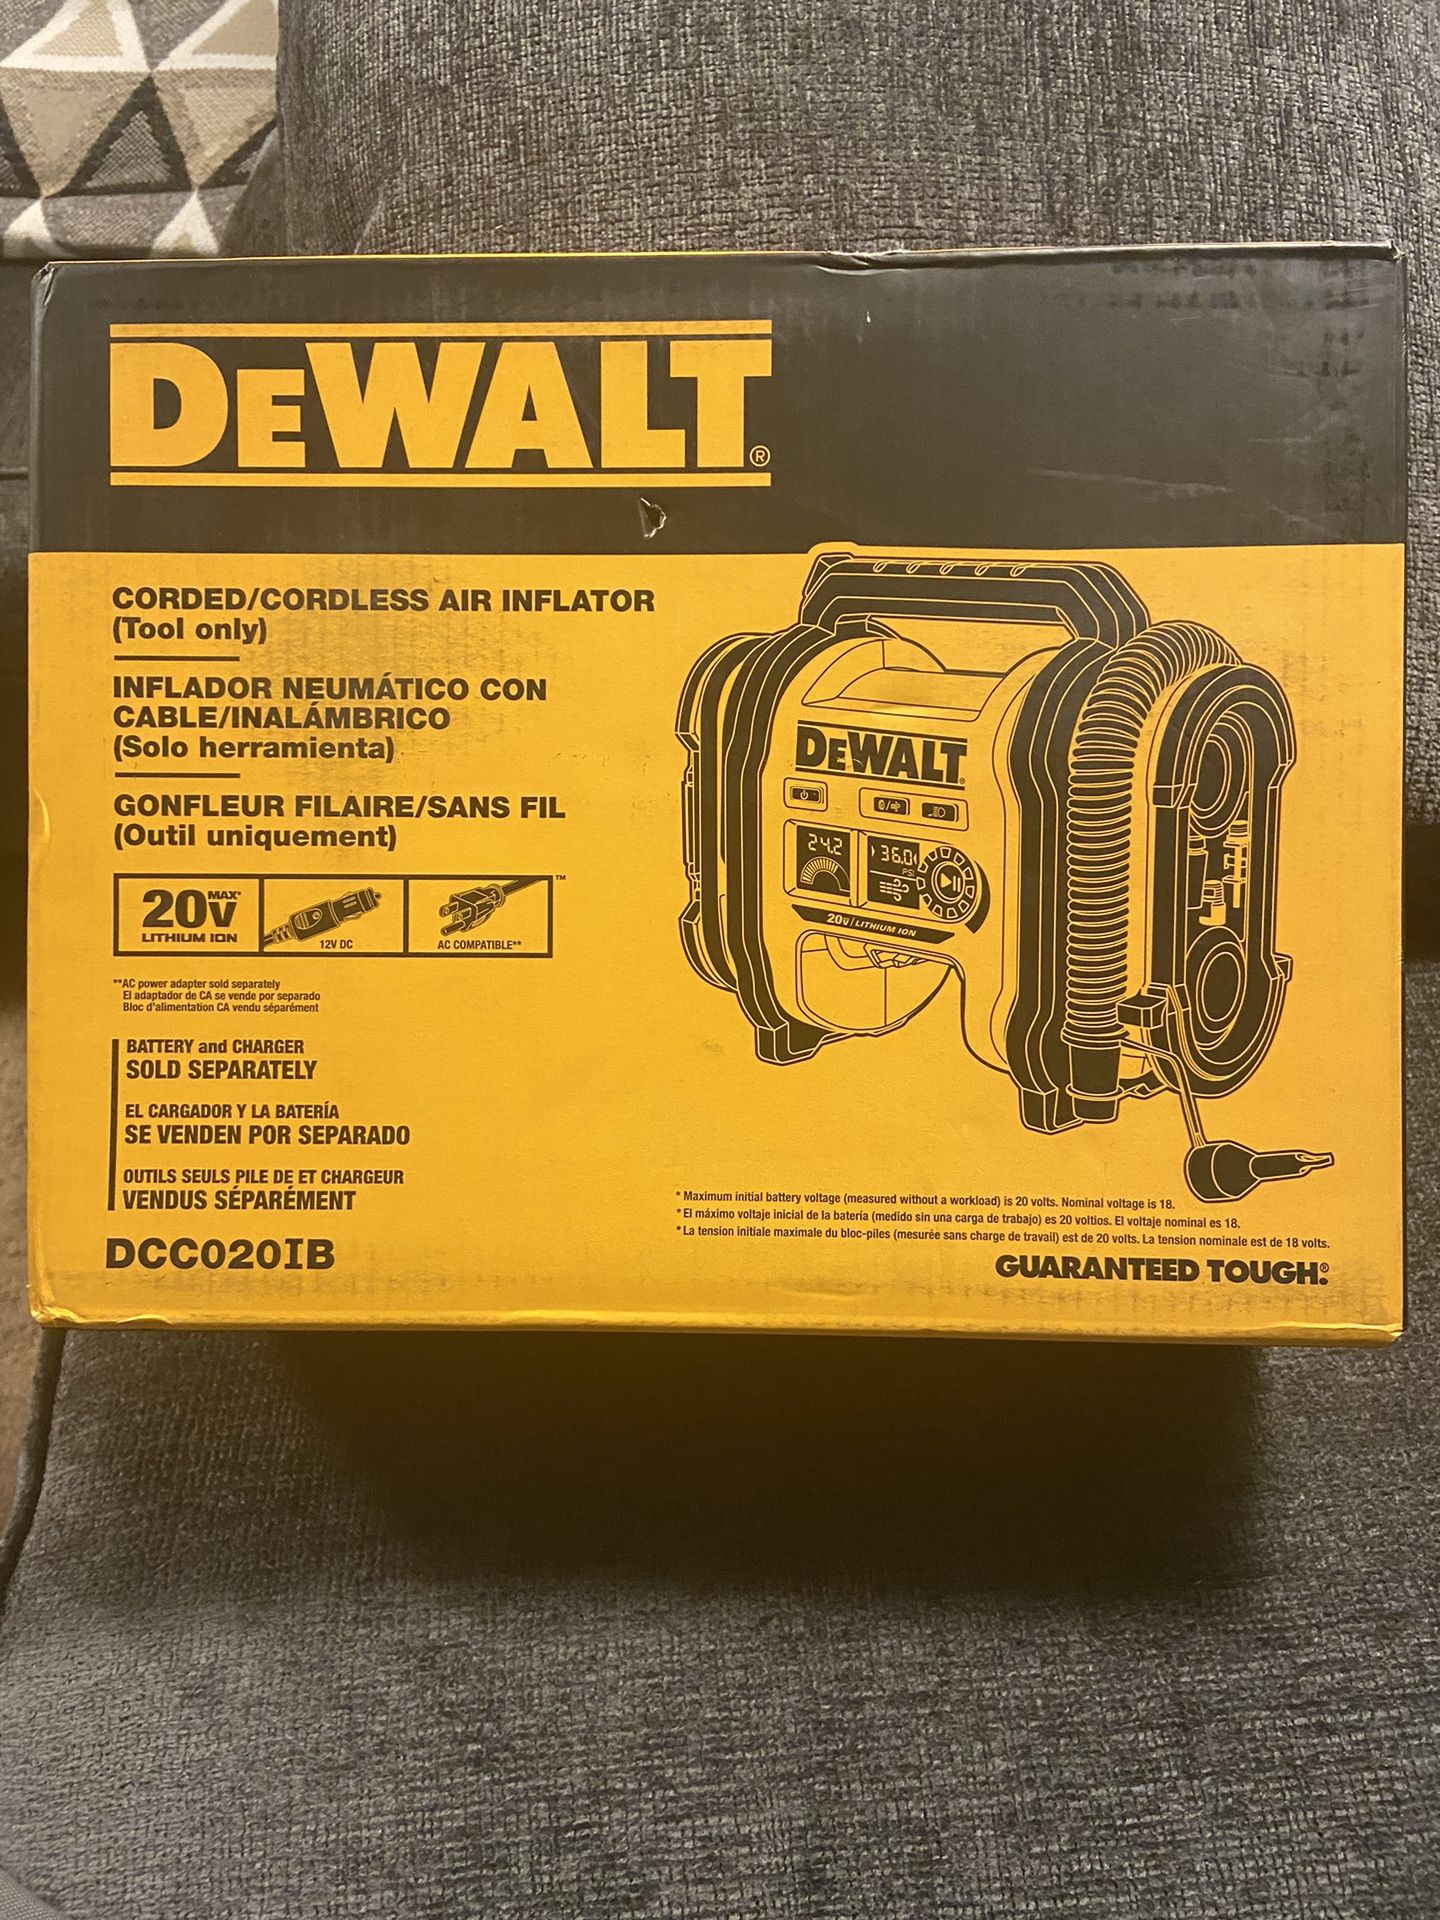 DEWALT®
CORDED/CORDLESS AIR INFLATOR
(Tool only)
INFLADOR NEUMÁTICO CON
CABLE/INALÁMBRICO
(Solo herramienta)
GONFLEUR FILAIRE/SANS FIL
(Outil uniquement)
20V MAX*
LITHIUM ION
12V DC
AC COMPATIBLE**
TM
**AC power adapter sold separately
El adaptador de CA se vende por separado
Bloc d'alimentation CA vendu séparément
BATTERY and CHARGER
SOLD SEPARATELY
EL CARGADOR Y LA BATERÍA
SE VENDEN POR SEPARADO
OUTILS SEULS PILE DE ET CHARGEUR
VENDUS SÉPARÉMENT
DCC020IB
DEWALT
24.2
36.0
PSI
20V / LITHIUM ION
* Maximum initial battery voltage (measured without a workload) is 20 volts. Nominal voltage is 18.
* El máximo voltaje inicial de la batería (medido sin una carga de trabajo) es 20 voltios. El voltaje nominal es 18.
* La tension initiale maximale du bloc-piles (mesurée sans charge de travail) est de 20 volts. La tension nominale est de 18 volts.
GUARANTEED TOUGH.®